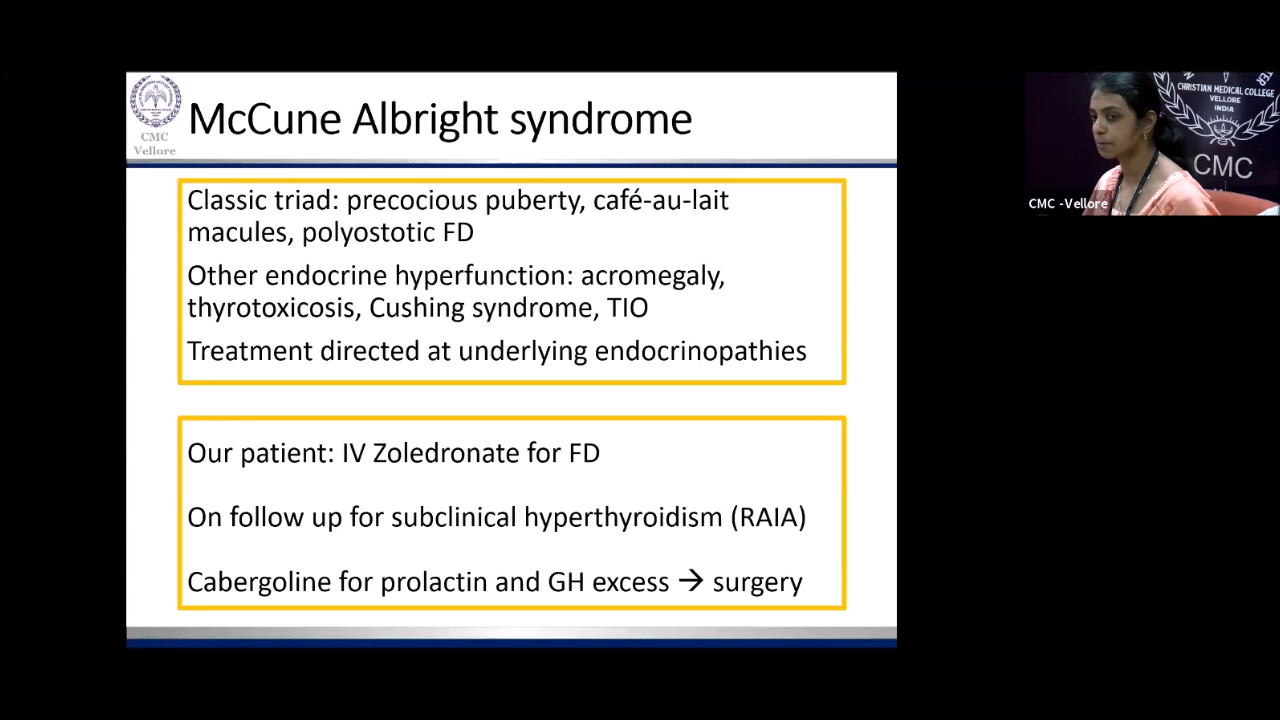 McCune Albright syndrome
CMC
Vellore
Classic triad: precocious puberty, café-au-lait
macules, polyostotic FD
Other endocrine hyperfunction: acromegaly,
thyrotoxicosis, Cushing syndrome, TIO
Treatment directed at underlying endocrinopathies
Our patient: IV Zoledronate for FD
On follow up for subclinical hyperthyroidism (RAIA)
Cabergoline for prolactin and GH excess → surgery
CHRISTIAN MEDICAL COLLEGE
VELLORE
INDIA
CMC
CMC -Vellore